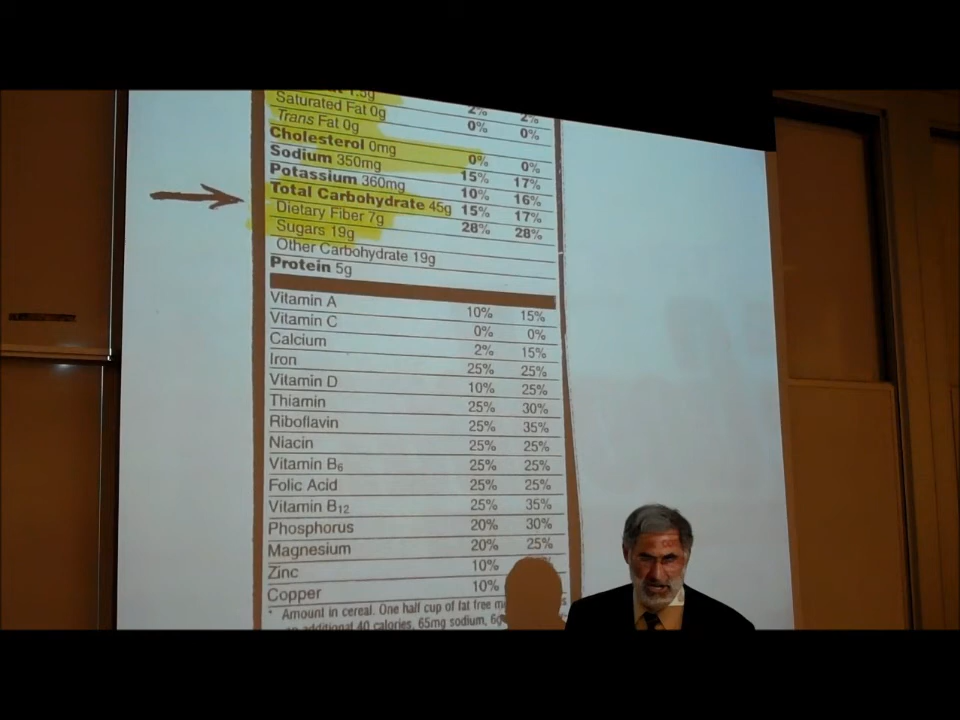 Fat 1.5g 2% 2%
Saturated Fat 0g 0% 0%
Trans Fat 0g
Cholesterol 0mg 0% 0%
Sodium 350mg 15% 17%
Potassium 360mg 10% 16%
Total Carbohydrate 45g 15% 17%
Dietary Fiber 7g 28% 28%
Sugars 19g
Other Carbohydrate 19g
Protein 5g
Vitamin A 10% 15%
Vitamin C 0% 0%
Calcium 2% 15%
Iron 25% 25%
Vitamin D 10% 25%
Thiamin 25% 30%
Riboflavin 25% 35%
Niacin 25% 25%
Vitamin B6 25% 25%
Folic Acid 25% 25%
Vitamin B12 25% 35%
Phosphorus 20% 30%
Magnesium 20% 25%
Zinc 10%
Copper 10%
* Amount in cereal. One half cup of fat free
an additional 40 calories, 65mg sodium,